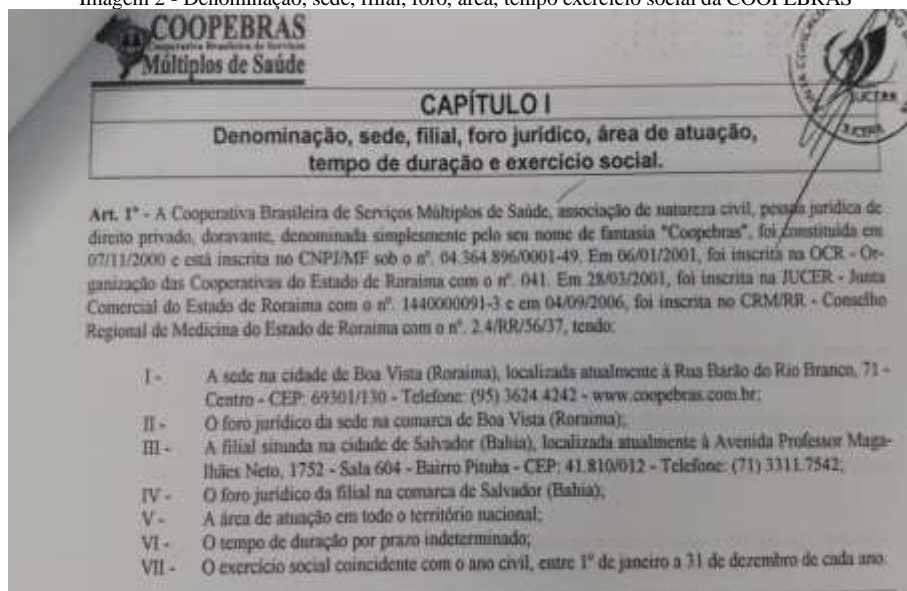 Imagem 2 - Denominação, sede, filial, foro, área, tempo exercício social da COOPEBRAS
COOPEBRAS
Cooperativa Brasileira de Serviços
Múltiplos de Saúde
JUCERR
JUCERR
CAPÍTULO I
Denominação, sede, filial, foro jurídico, área de atuação,
tempo de duração e exercício social.
Art. 1º - A Cooperativa Brasileira de Serviços Múltiplos de Saúde, associação de natureza civil, pessoa jurídica de
direito privado, doravante, denominada simplesmente pelo seu nome de fantasia "Coopebras", foi constituída em
07/11/2000 e está inscrita no CNPJ/MF sob o nº. 04.364.896/0001-49. Em 06/01/2001, foi inscrita na OCR - Or-
ganização das Cooperativas do Estado de Roraima com o nº. 041. Em 28/03/2001, foi inscrita na JUCER - Junta
Comercial do Estado de Roraima com o nº. 1440000091-3 e em 04/09/2006, foi inscrita no CRM/RR - Conselho
Regional de Medicina do Estado de Roraima com o nº. 2.4/RR/56/37, tendo:
I - A sede na cidade de Boa Vista (Roraima), localizada atualmente à Rua Barão do Rio Branco, 71 -
Centro - CEP: 69301/130 - Telefone: (95) 3624.4242 - www.coopebras.com.br;
II - O foro jurídico da sede na comarca de Boa Vista (Roraima);
III - A filial situada na cidade de Salvador (Bahia), localizada atualmente à Avenida Professor Maga-
lhães Neto, 1752 - Sala 604 - Bairro Pituba - CEP: 41.810/012 - Telefone: (71) 3311.7542;
IV - O foro jurídico da filial na comarca de Salvador (Bahia);
V - A área de atuação em todo o território nacional;
VI - O tempo de duração por prazo indeterminado;
VII - O exercício social coincidente com o ano civil, entre 1º de janeiro a 31 de dezembro de cada ano.